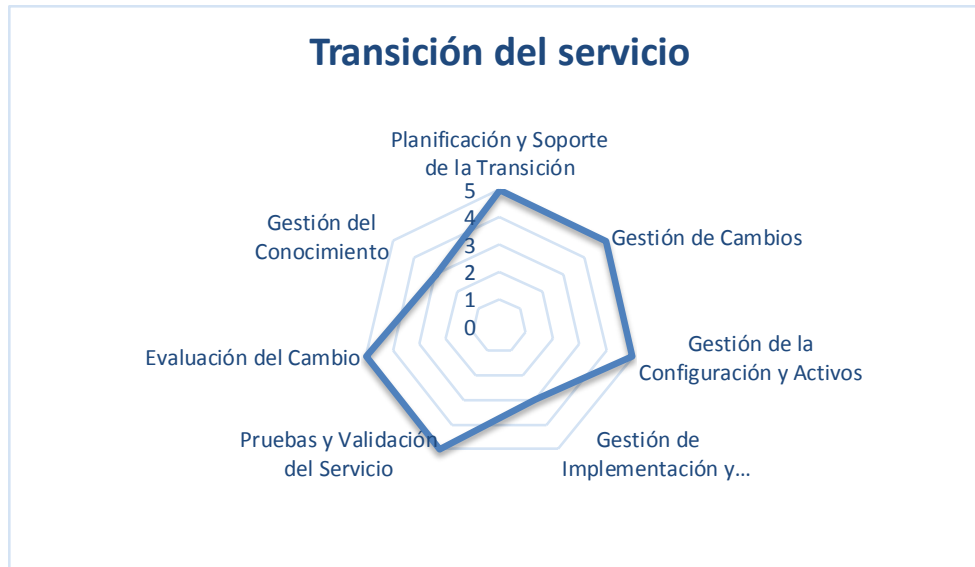 Transición del servicio
Planificación y Soporte
de la Transición
5
4
3
2
1
0
Gestión de Cambios
Gestión de la
Configuración y Activos
Gestión de
Implementación y...
Pruebas y Validación
del Servicio
Evaluación del Cambio
Gestión del
Conocimiento